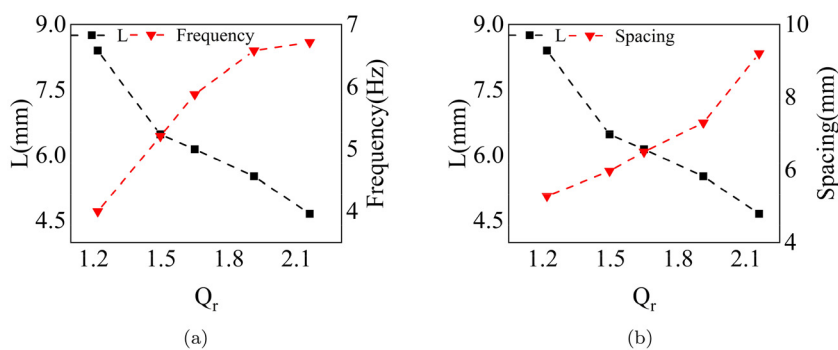 L Frequency
9.0
7.5
6.0
4.5
L(mm)
7
6
5
4
Frequency(Hz)
1.2 1.5 1.8 2.1
Qr
(a)
L Spacing
9.0
7.5
6.0
4.5
L(mm)
10
8
6
4
Spacing(mm)
1.2 1.5 1.8 2.1
Qr
(b)